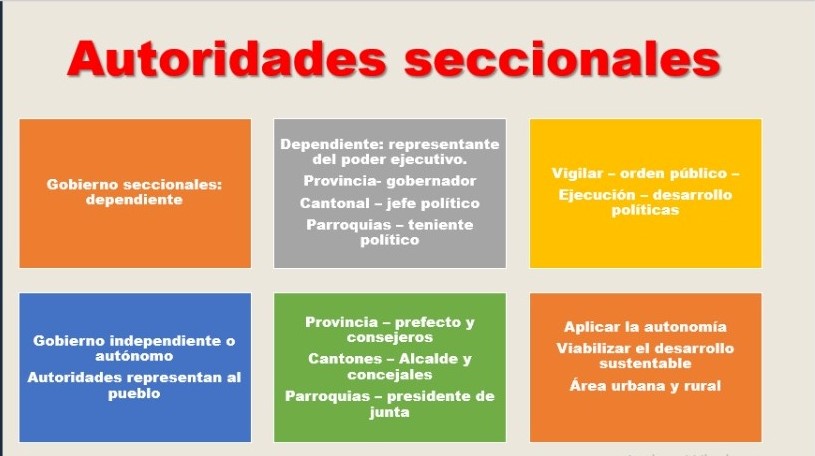 Autoridades seccionales
Gobierno seccionales:
dependiente
Dependiente: representante
del poder ejecutivo.
Provincia- gobernador
Cantonal – jefe político
Parroquias – teniente
político
Vigilar – orden público –
Ejecución – desarrollo
políticas
Gobierno independiente o
autónomo
Autoridades representan al
pueblo
Provincia – prefecto y
consejeros
Cantones – Alcalde y
concejales
Parroquias – presidente de
junta
Aplicar la autonomía
Viabilizar el desarrollo
sustentable
Área urbana y rural